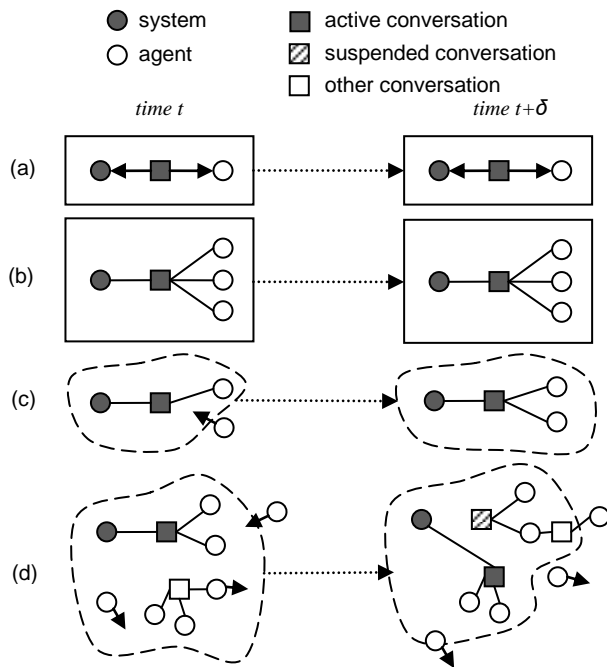 system
agent
active conversation
suspended conversation
other conversation
time t
time t+δ
(a)
(b)
(c)
(d)